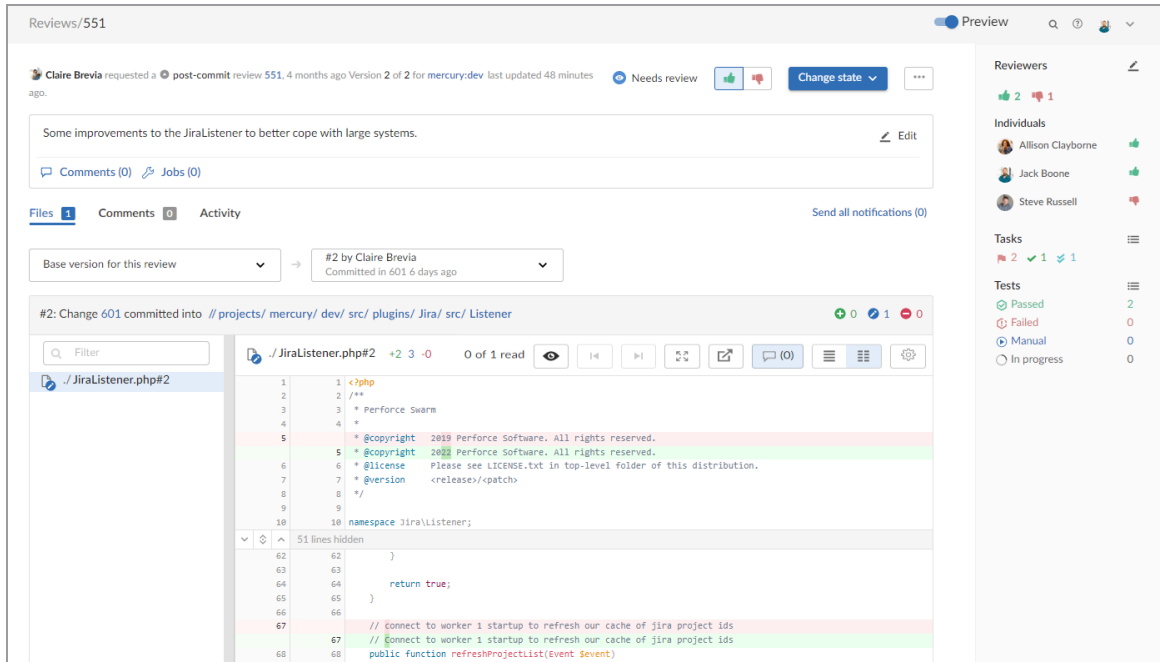 Reviews/551
Preview
Claire Brevia requested a post-commit review 551, 4 months ago Version 2 of 2 for mercury:dev last updated 48 minutes
ago.
Needs review
Change state
Some improvements to the JiraListener to better cope with large systems.
Edit
Comments (0) Jobs (0)
Files 1 Comments 0 Activity
Send all notifications (0)
Base version for this review
#2 by Claire Brevia
Committed in 601 6 days ago
#2: Change 601 committed into //projects/ mercury/ dev/ src/ plugins/ Jira/ src/ Listener
0 1 0
Filter
./ JiraListener.php#2
./ JiraListener.php#2 +2 3 -0 0 of 1 read
(0)
1 1 <?php
2 2 /**
3 3 * Perforce Swarm
4 4 *
5 * @copyright 2019 Perforce Software. All rights reserved.
5 * @copyright 2022 Perforce Software. All rights reserved.
6 6 * @license Please see LICENSE.txt in top-level folder of this distribution.
7 7 * @version <release>/<patch>
8 8 */
9 9
10 10 namespace Jira\Listener;
51 lines hidden
62 62 }
63 63
64 64 return true;
65 65 }
66 66
67 // connect to worker 1 startup to refresh our cache of jira project ids
67 // Connect to worker 1 startup to refresh our cache of jira project ids
68 68 public function refreshProjectList(Event $event)
Reviewers
2 1
Individuals
Allison Clayborne
Jack Boone
Steve Russell
Tasks
2 1 1
Tests
Passed 2
Failed 0
Manual 0
In progress 0